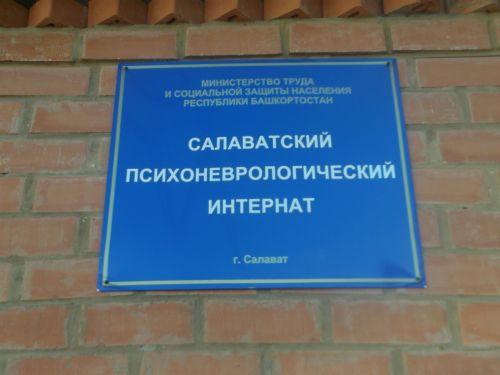 МИНИСТЕРСТВО ТРУДА
И СОЦИАЛЬНОЙ ЗАЩИТЫ НАСЕЛЕНИЯ
РЕСПУБЛИКИ БАШКОРТОСТАН
САЛАВАТСКИЙ
ПСИХОНЕВРОЛОГИЧЕСКИЙ
ИНТЕРНАТ
г. Салават